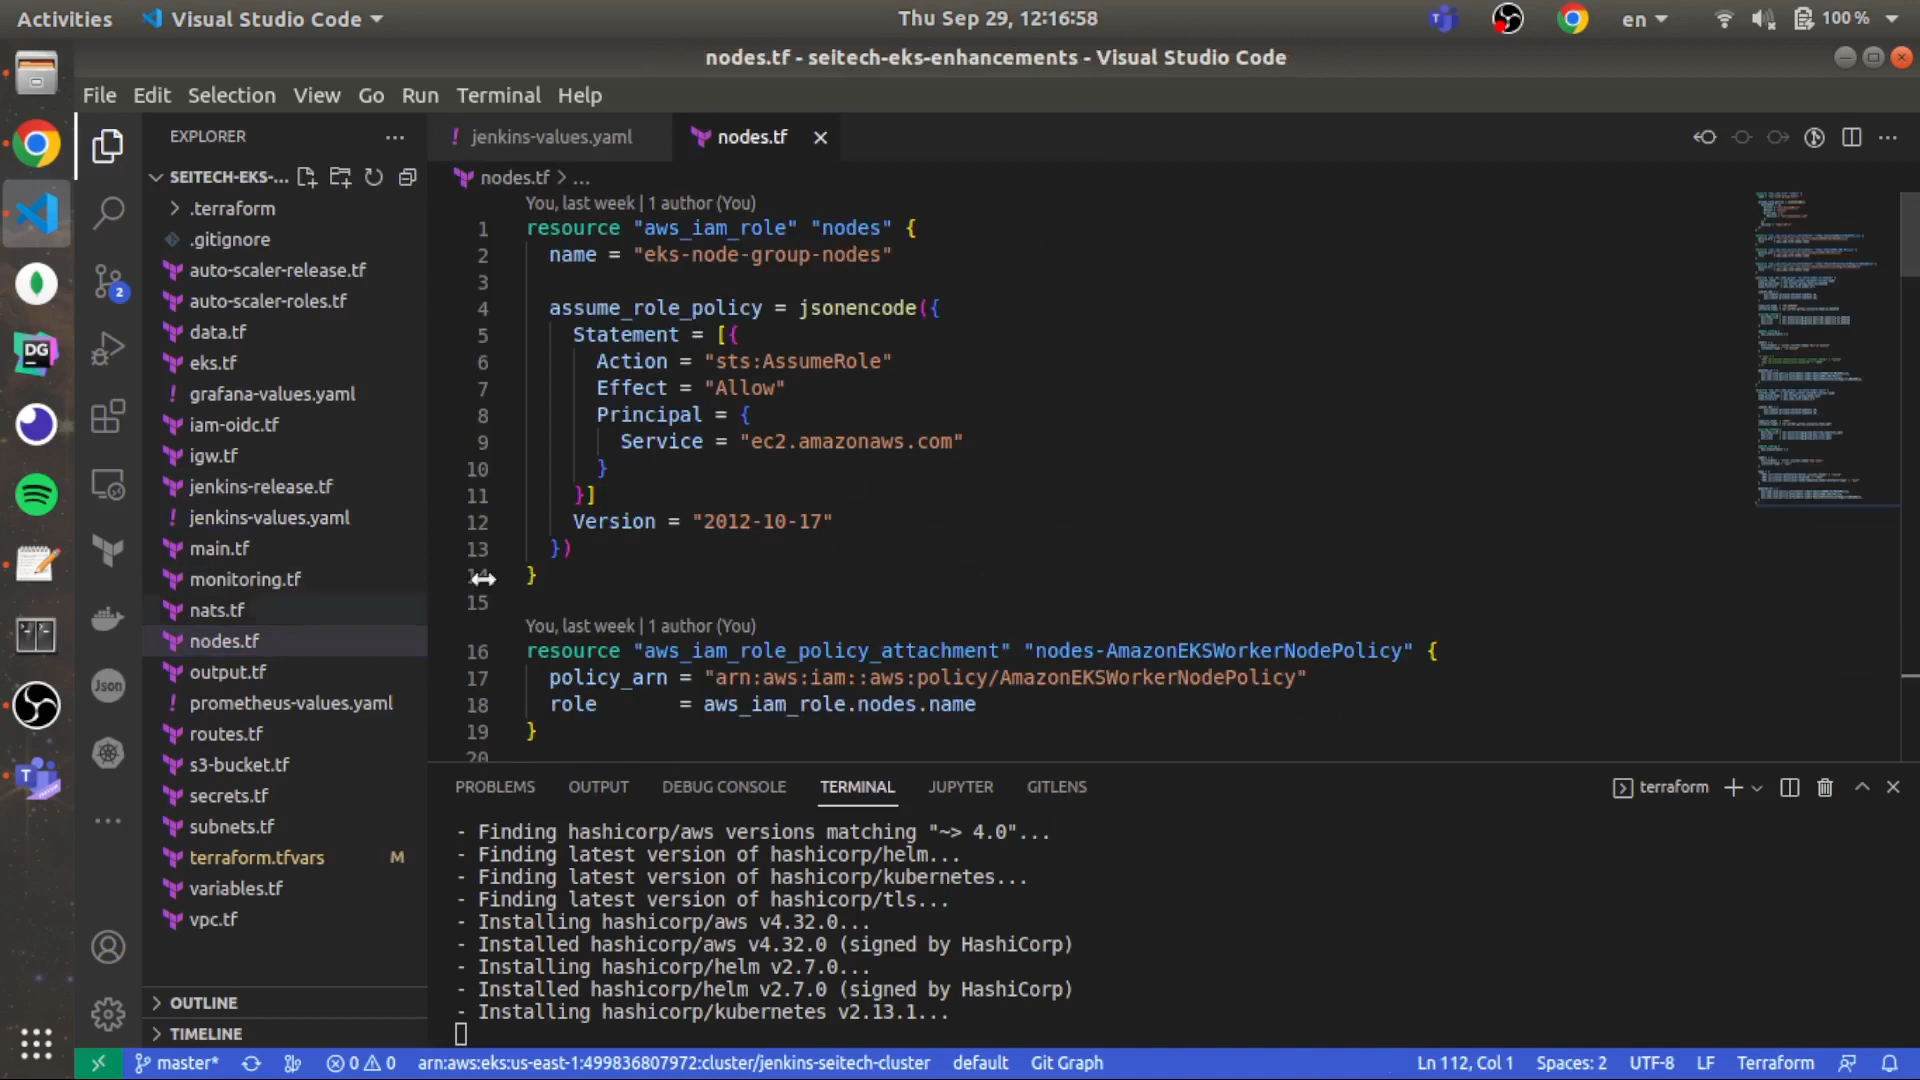 Activities
Visual Studio Code
Thu Sep 29, 12:16:58
en
100 %
nodes.tf - seitech-eks-enhancements - Visual Studio Code
File Edit Selection View Go Run Terminal Help
EXPLORER
SEITECH-EKS-...
.terraform
.gitignore
auto-scaler-release.tf
auto-scaler-roles.tf
data.tf
eks.tf
! grafana-values.yaml
iam-oidc.tf
igw.tf
jenkins-release.tf
! jenkins-values.yaml
main.tf
monitoring.tf
nats.tf
nodes.tf
output.tf
! prometheus-values.yaml
routes.tf
s3-bucket.tf
secrets.tf
subnets.tf
terraform.tfvars M
variables.tf
vpc.tf
OUTLINE
TIMELINE
2
Json
DG
T
! jenkins-values.yaml
nodes.tf
nodes.tf > ...
You, last week | 1 author (You)
1 resource "aws_iam_role" "nodes" {
2 name = "eks-node-group-nodes"
3
4 assume_role_policy = jsonencode({
5 Statement = [{
6 Action = "sts:AssumeRole"
7 Effect = "Allow"
8 Principal = {
9 Service = "ec2.amazonaws.com"
10 }
11 }]
12 Version = "2012-10-17"
13 })
14 }
15
You, last week | 1 author (You)
16 resource "aws_iam_role_policy_attachment" "nodes-AmazonEKSWorkerNodePolicy" {
17 policy_arn = "arn:aws:iam::aws:policy/AmazonEKSWorkerNodePolicy"
18 role = aws_iam_role.nodes.name
19 }
20
PROBLEMS OUTPUT DEBUG CONSOLE TERMINAL JUPYTER GITLENS
terraform
- Finding hashicorp/aws versions matching "~> 4.0"...
- Finding latest version of hashicorp/helm...
- Finding latest version of hashicorp/kubernetes...
- Finding latest version of hashicorp/tls...
- Installing hashicorp/aws v4.32.0...
- Installed hashicorp/aws v4.32.0 (signed by HashiCorp)
- Installing hashicorp/helm v2.7.0...
- Installed hashicorp/helm v2.7.0 (signed by HashiCorp)
- Installing hashicorp/kubernetes v2.13.1...
master* 0 0 arn:aws:eks:us-east-1:499836807972:cluster/jenkins-seitech-cluster default Git Graph
Ln 112, Col 1 Spaces: 2 UTF-8 LF Terraform